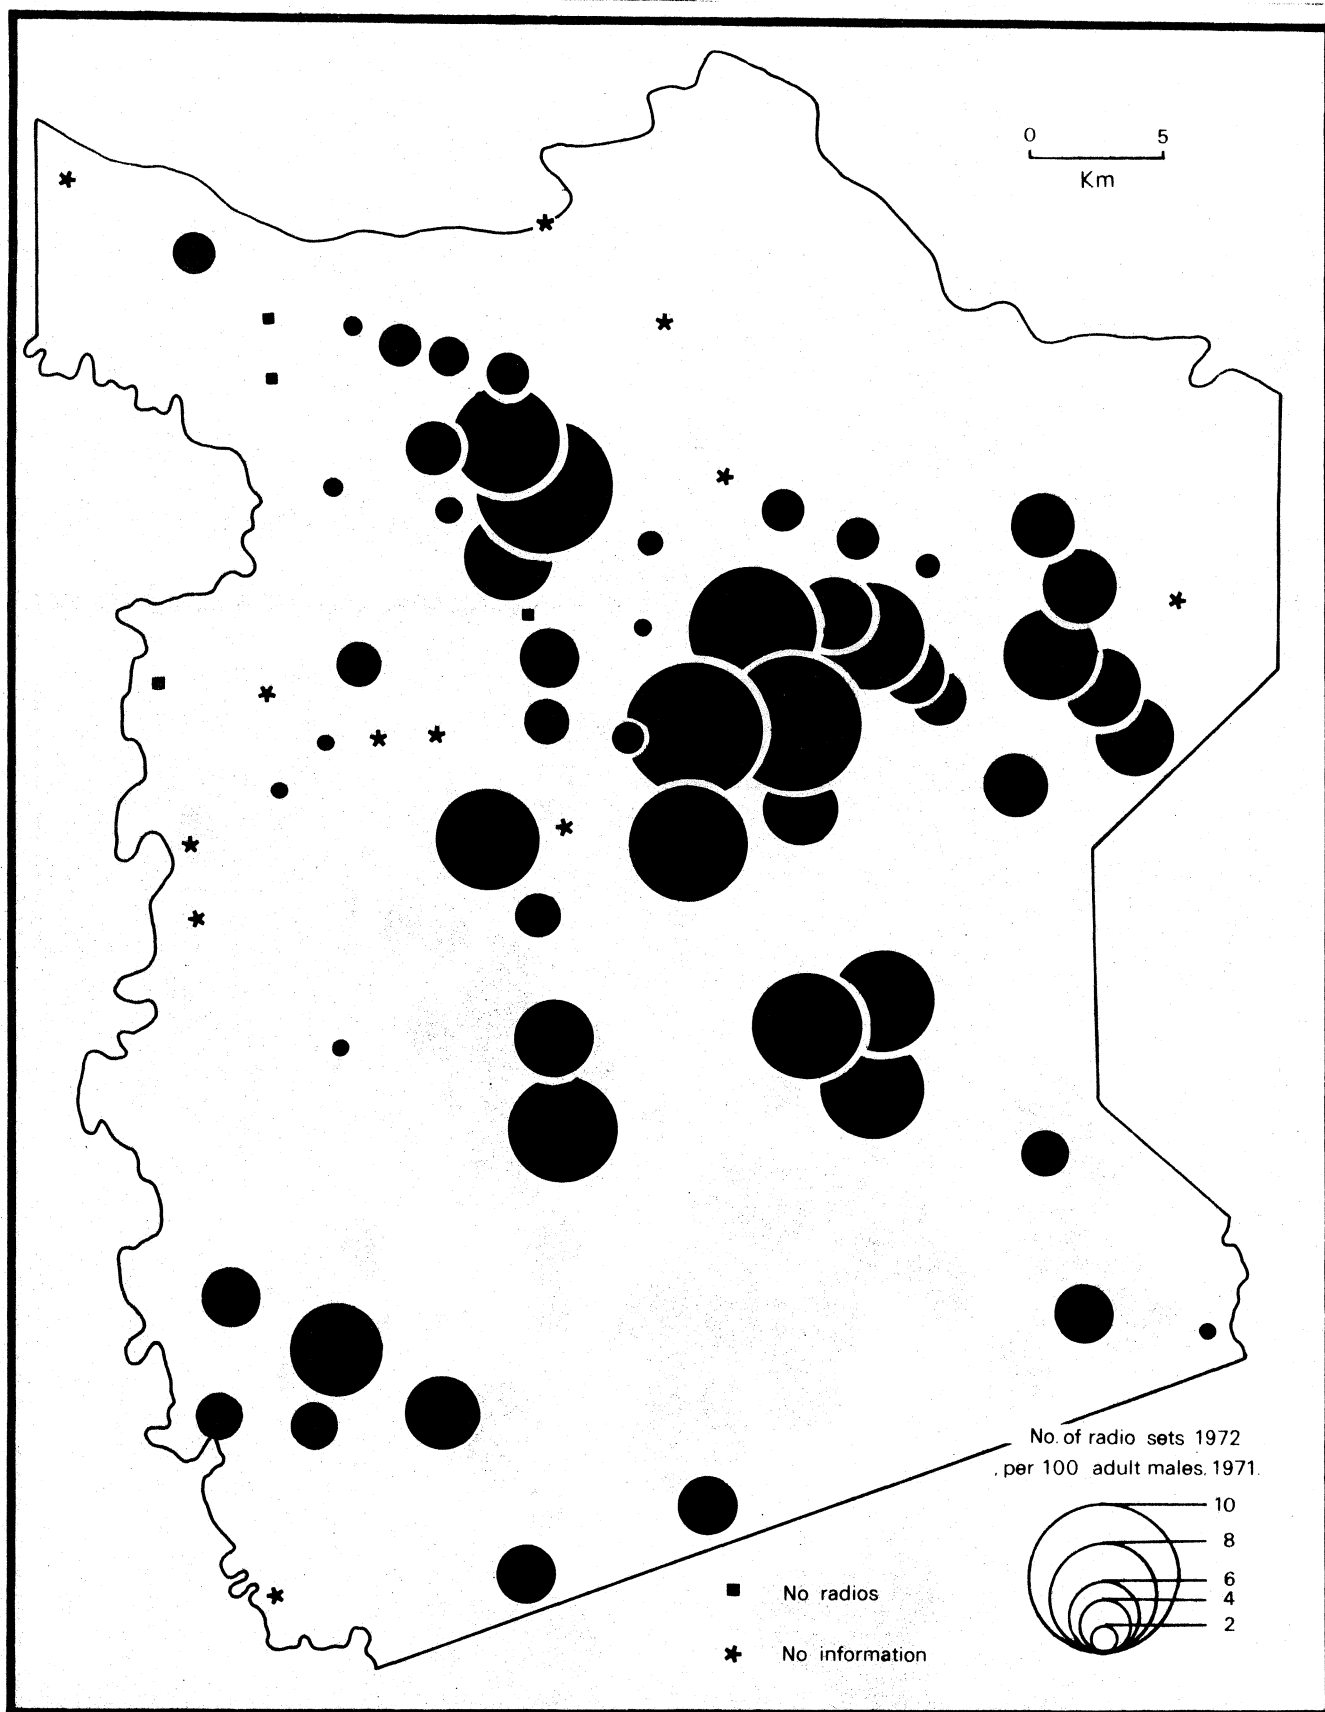 0 5
Km
No. of radio sets 1972
per 100 adult males. 1971.
10
8
6
4
2
No radios
No information